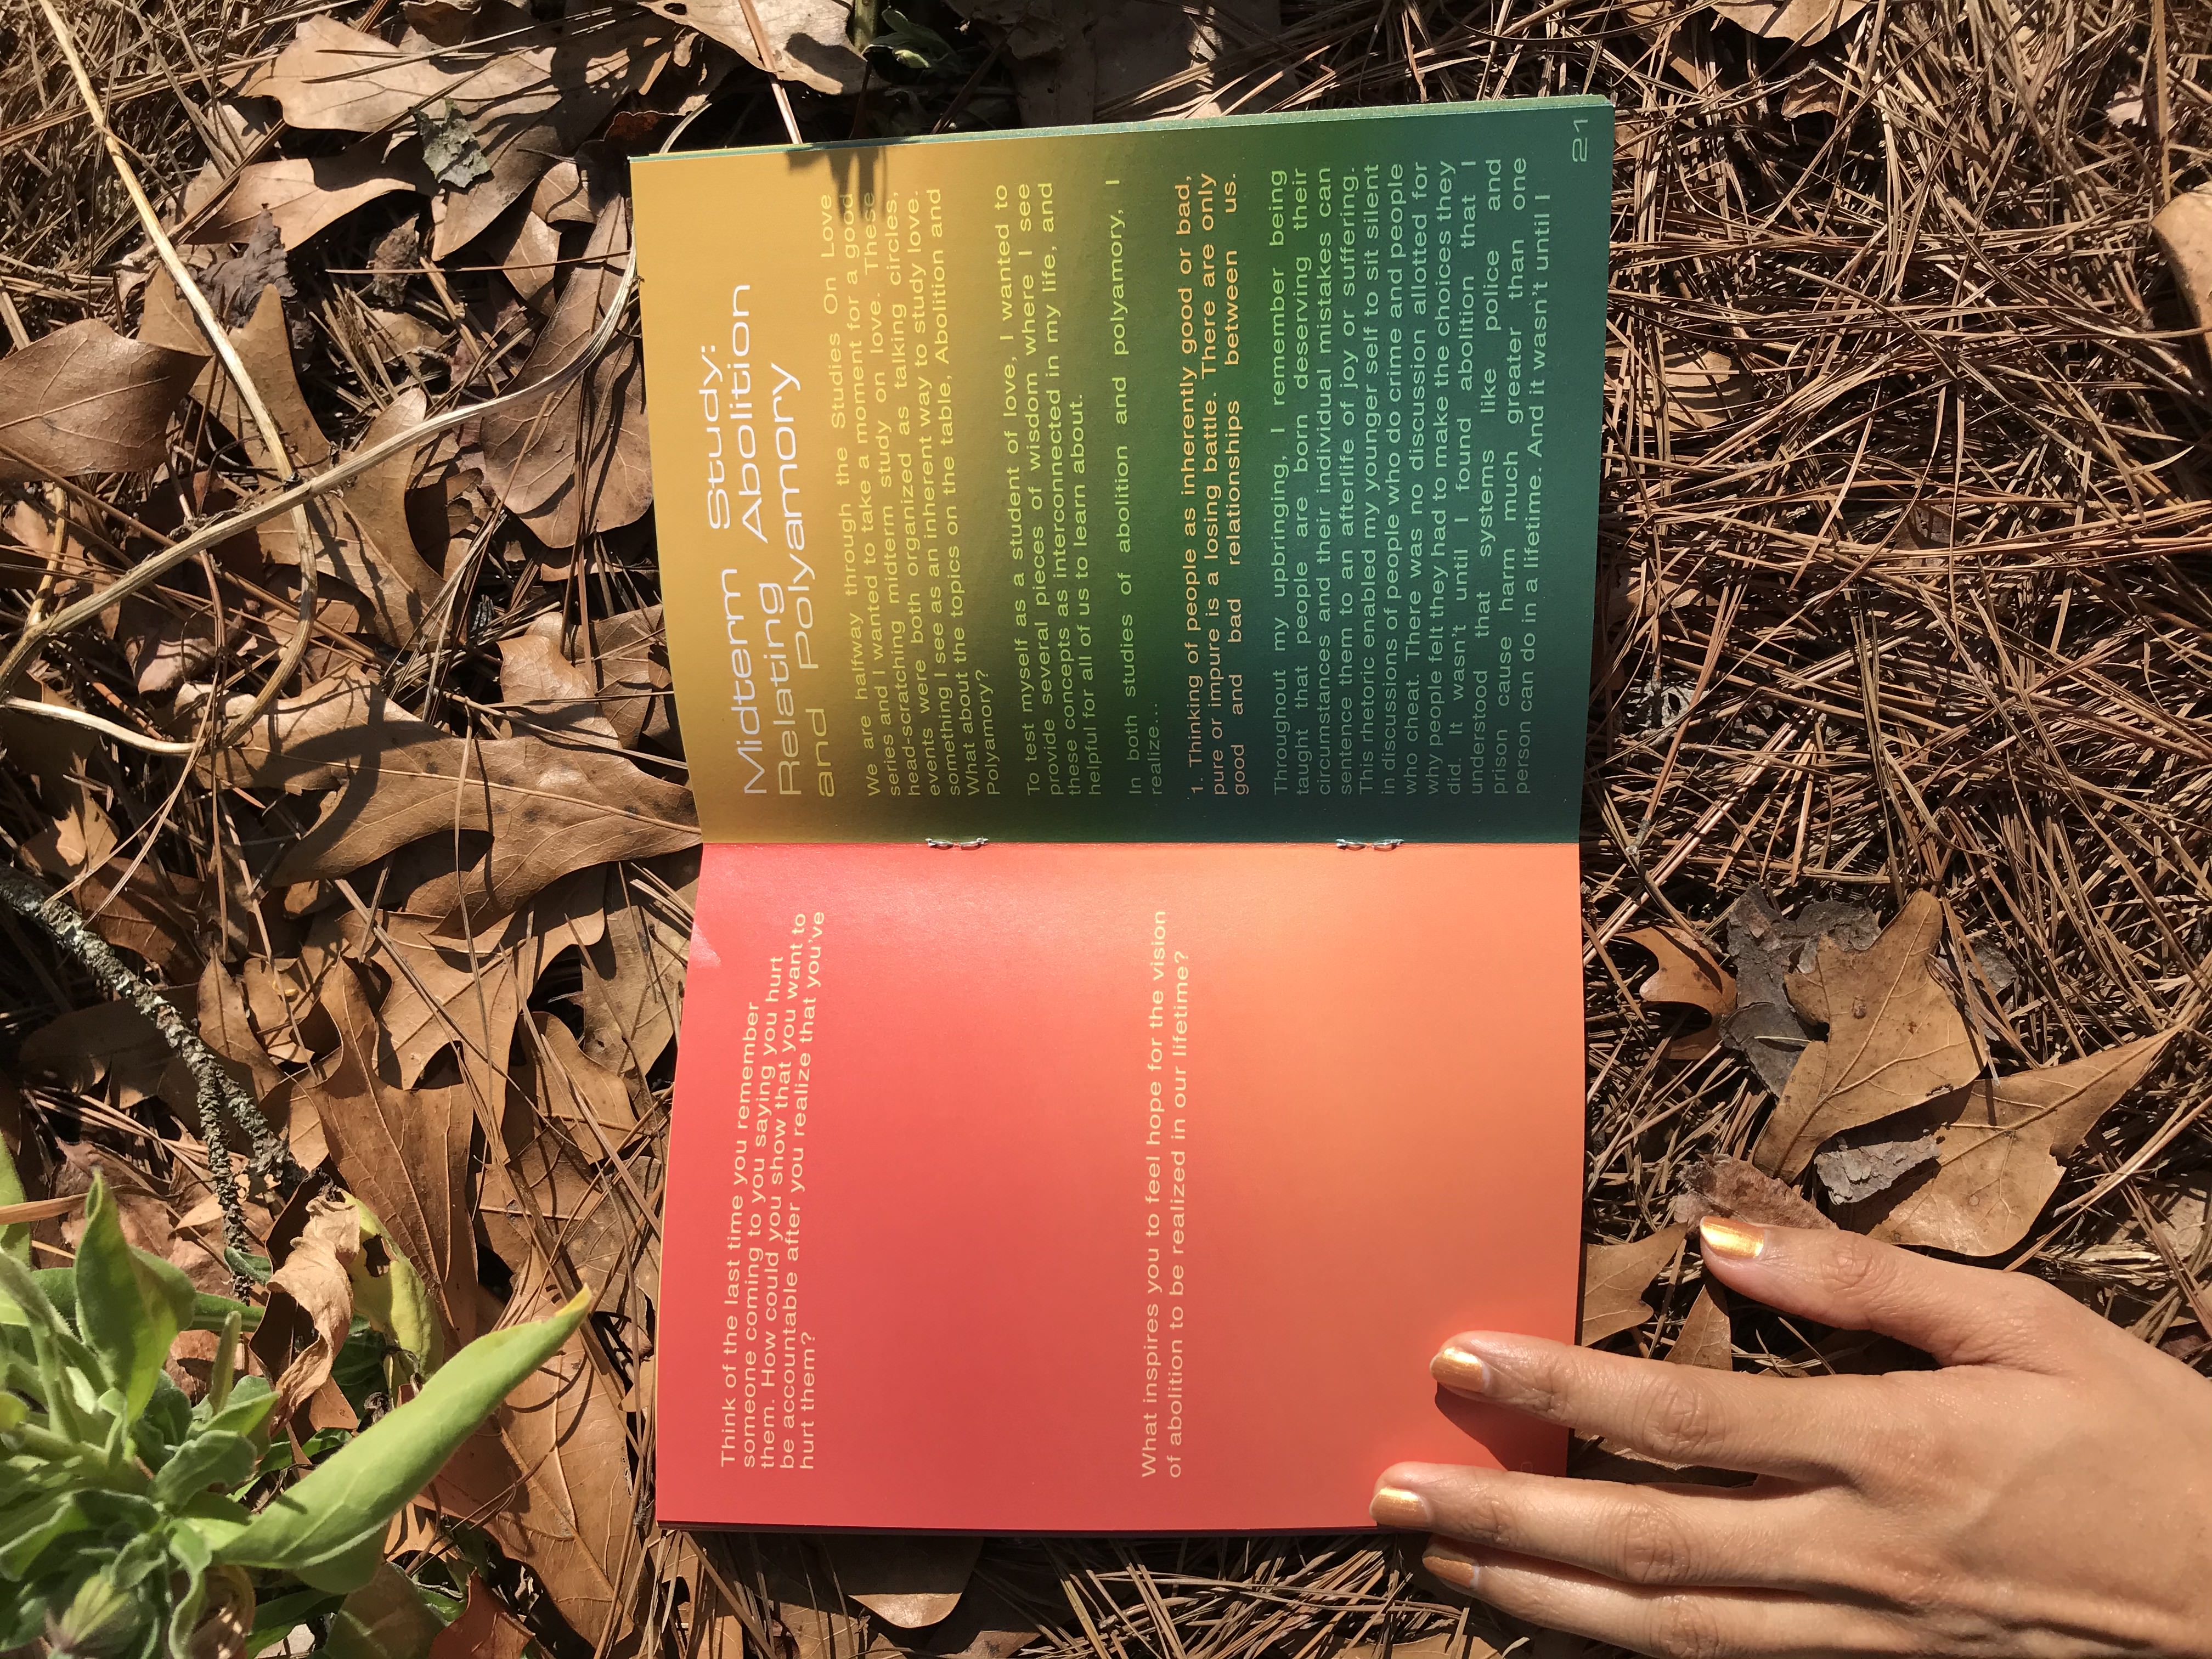 Think of the last time you remember
someone coming to you saying you hurt
them. How could you show that you want to
be accountable after you realize that you've
hurt them?
What inspires you to feel hope for the vision
of abolition to be realized in our lifetime?
Midterm Study:
Relating Abolition
and Polyamory
We are halfway through the Studies On Love
series and I wanted to take a moment for a good
head-scratching midterm study on love. These
events were both organized as talking circles,
something I see as an inherent way to study love.
What about the topics on the table, Abolition and
Polyamory?
To test myself as a student of love, I wanted to
provide several pieces of wisdom where I see
these concepts as interconnected in my life, and
helpful for all of us to learn about.
In both studies of abolition and polyamory, I
realize...
1. Thinking of people as inherently good or bad,
pure or impure is a losing battle. There are only
good and bad relationships between us.
Throughout my upbringing, I remember being
taught that people are born deserving their
circumstances and their individual mistakes can
sentence them to an afterlife of joy or suffering.
This rhetoric enabled my younger self to sit silent
in discussions of people who do crime and people
who cheat. There was no discussion allotted for
why people felt they had to make the choices they
did. It wasn't until I found abolition that I
understood that systems like police and
prison cause harm much greater than one
person can do in a lifetime. And it wasn't until I
21